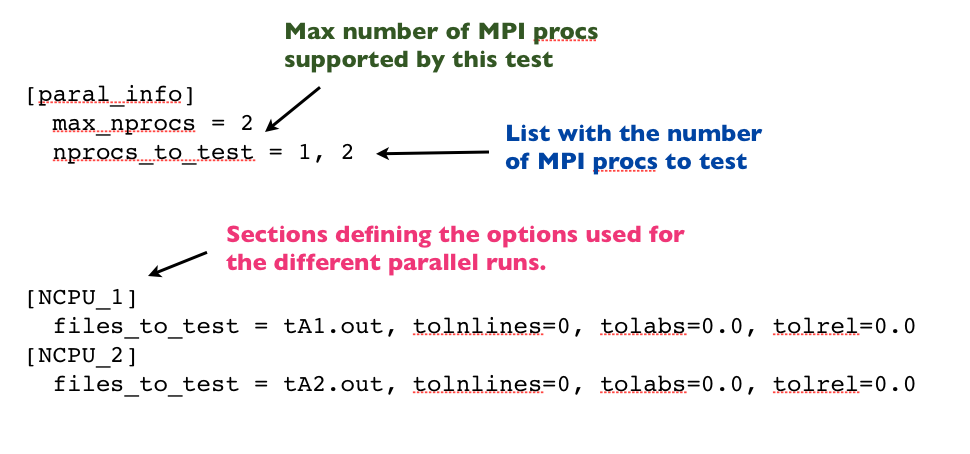 Max number of MPI procs
supported by this test
[paral_info]
max_nprocs = 2
nprocs_to_test = 1, 2
List with the number
of MPI procs to test
Sections defining the options used for
the different parallel runs.
[NCPU_1]
files_to_test = tA1.out, tolnlines=0, tolabs=0.0, tolrel=0.0
[NCPU_2]
files_to_test = tA2.out, tolnlines=0, tolabs=0.0, tolrel=0.0